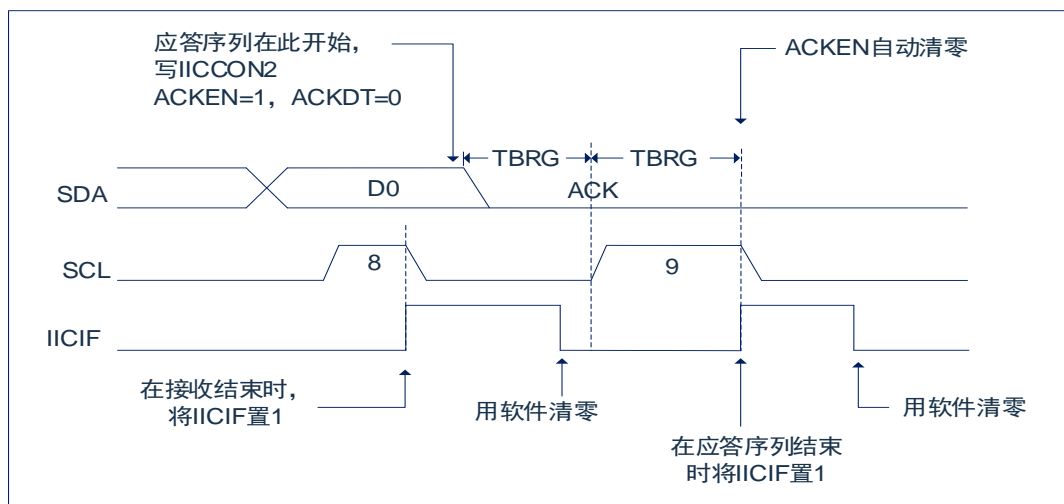 应答序列在此开始，
写IICCON2
ACKEN=1，ACKDT=0
ACKEN自动清零
TBRG
TBRG
SDA
D0
ACK
SCL
8
9
IICIF
在接收结束时，
将IICIF置1
用软件清零
在应答序列结束
时将IICIF置1
用软件清零